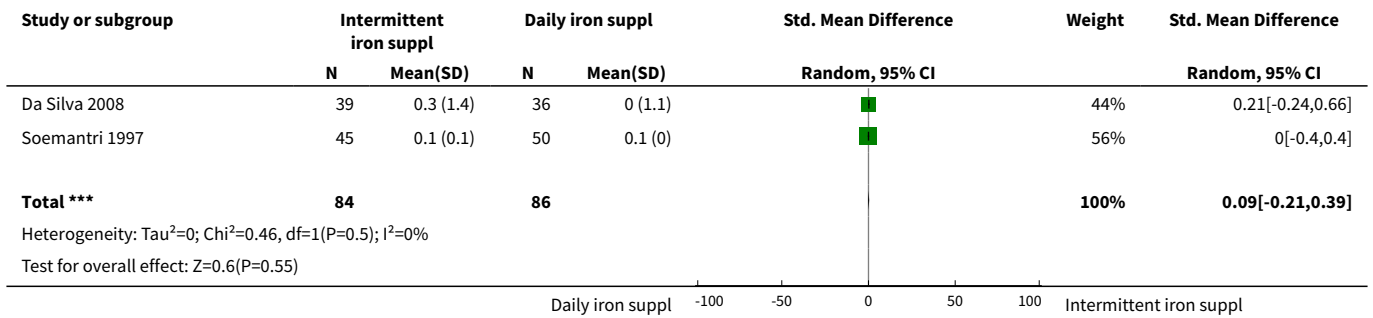 Study or subgroup Intermittent iron suppl Daily iron suppl Std. Mean Difference Weight Std. Mean Difference
N Mean(SD) N Mean(SD) Random, 95% CI Random, 95% CI
Da Silva 2008 39 0.3 (1.4) 36 0 (1.1) 44% 0.21[-0.24,0.66]
Soemantri 1997 45 0.1 (0.1) 50 0.1 (0) 56% 0[-0.4,0.4]
Total *** 84 86 100% 0.09[-0.21,0.39]
Heterogeneity: Tau²=0; Chi²=0.46, df=1(P=0.5); I²=0%
Test for overall effect: Z=0.6(P=0.55)
Daily iron suppl -100 -50 0 50 100 Intermittent iron suppl